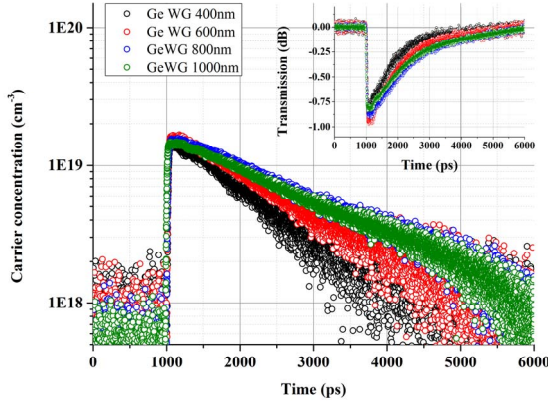 1E20
1E19
1E18
Carrier concentration (cm⁻³)
0 1000 2000 3000 4000 5000 6000
Time (ps)
Ge WG 400nm
Ge WG 600nm
GeWG 800nm
GeWG 1000nm
Transmission (dB)
0.00
-0.25
-0.50
-0.75
-1.00
0 1000 2000 3000 4000 5000 6000
Time (ps)